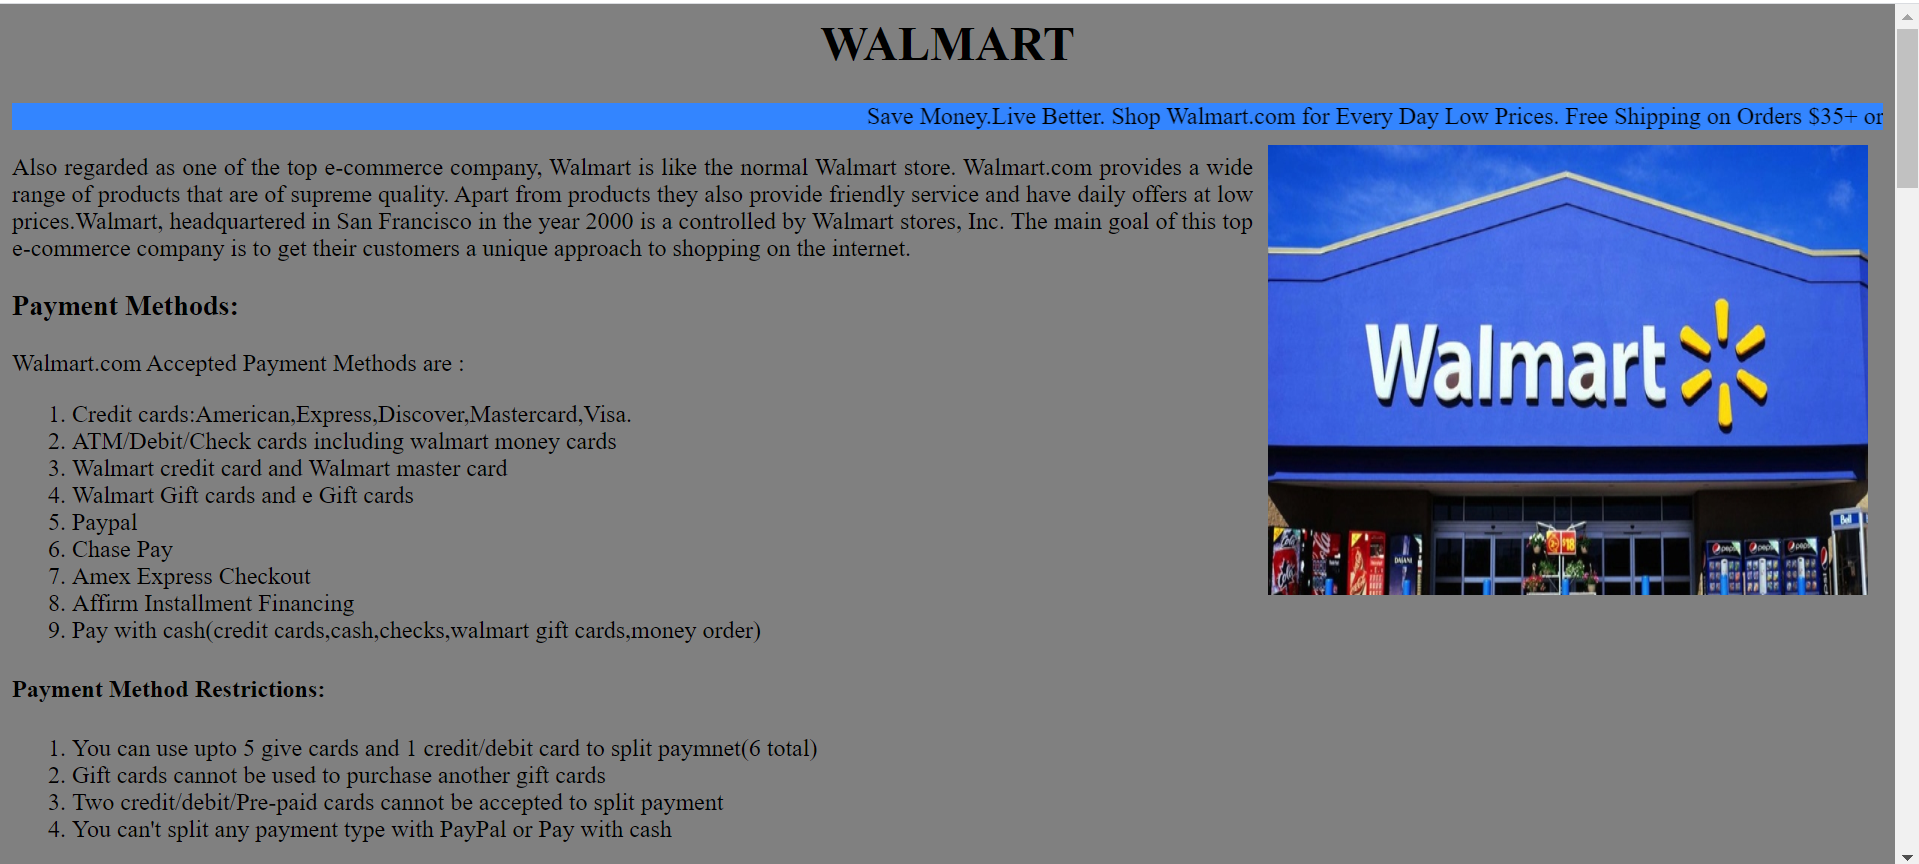 WALMART
Save Money.Live Better. Shop Walmart.com for Every Day Low Prices. Free Shipping on Orders $35+ or
Also regarded as one of the top e-commerce company, Walmart is like the normal Walmart store. Walmart.com provides a wide
range of products that are of supreme quality. Apart from products they also provide friendly service and have daily offers at low
prices.Walmart, headquartered in San Francisco in the year 2000 is a controlled by Walmart stores, Inc. The main goal of this top
e-commerce company is to get their customers a unique approach to shopping on the internet.
Payment Methods:
Walmart.com Accepted Payment Methods are :
1. Credit cards:American,Express,Discover,Mastercard,Visa.
2. ATM/Debit/Check cards including walmart money cards
3. Walmart credit card and Walmart master card
4. Walmart Gift cards and e Gift cards
5. Paypal
6. Chase Pay
7. Amex Express Checkout
8. Affirm Installment Financing
9. Pay with cash(credit cards,cash,checks,walmart gift cards,money order)
Payment Method Restrictions:
1. You can use upto 5 give cards and 1 credit/debit card to split paymnet(6 total)
2. Gift cards cannot be used to purchase another gift cards
3. Two credit/debit/Pre-paid cards cannot be accepted to split payment
4. You can't split any payment type with PayPal or Pay with cash
Walmart
Bell
$18
DASANI
pepsi
pepsi
pepsi